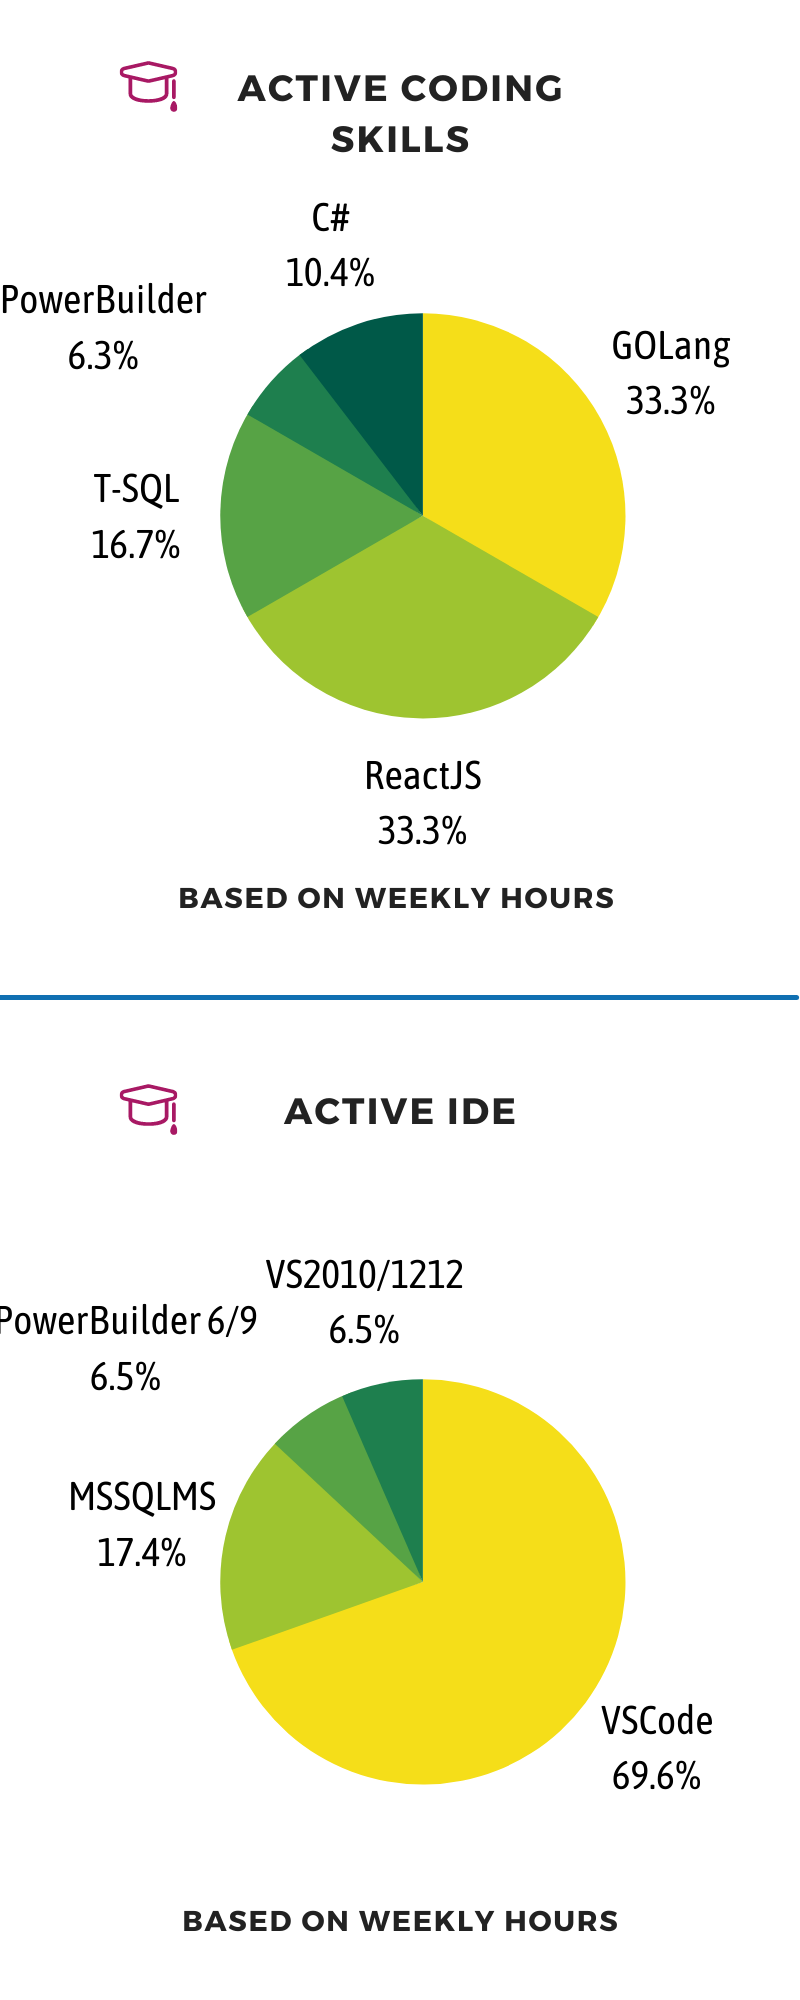 ACTIVE CODING
SKILLS
C#
10.4%
PowerBuilder
6.3%
GOLang
33.3%
T-SQL
16.7%
ReactJS
33.3%
BASED ON WEEKLY HOURS
ACTIVE IDE
VS2010/1212
6.5%
PowerBuilder 6/9
6.5%
MSSQLMS
17.4%
VSCode
69.6%
BASED ON WEEKLY HOURS